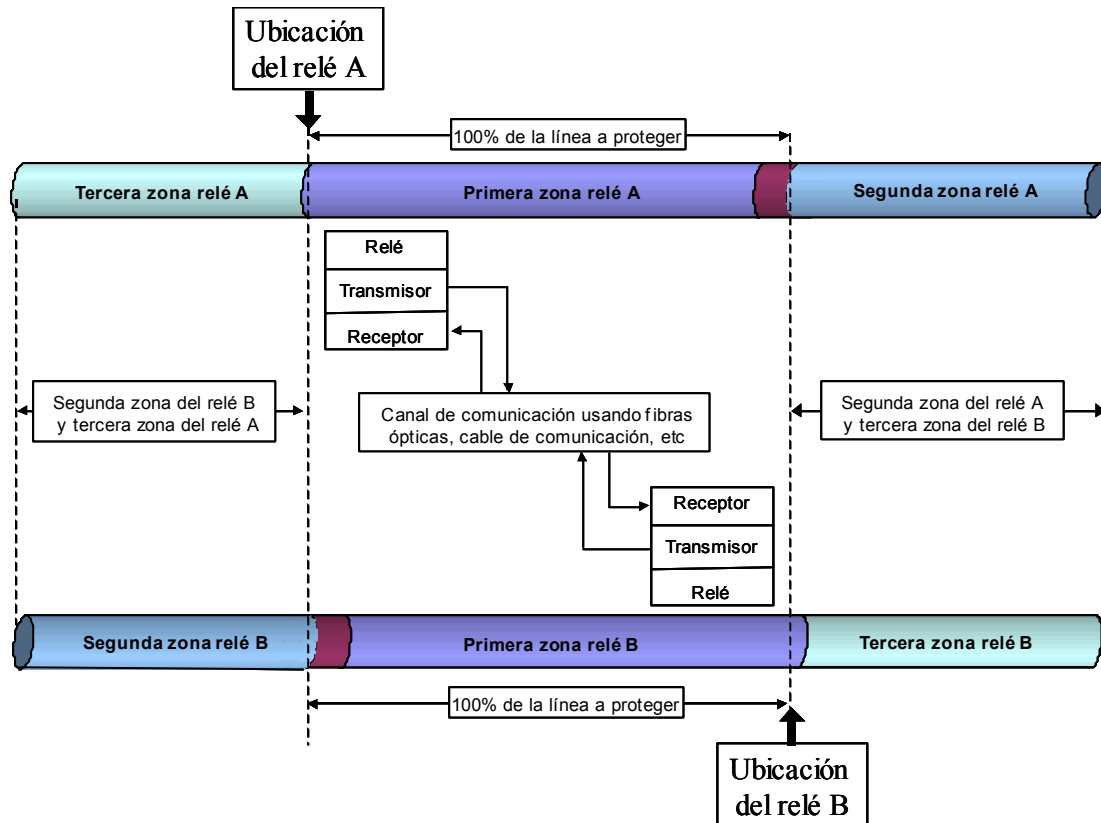 Ubicación
del relé A
100% de la línea a proteger
Tercera zona relé A
Primera zona relé A
Segunda zona relé A
Relé
Transmisor
Receptor
Segunda zona del relé B
y tercera zona del relé A
Canal de comunicación usando fibras
ópticas, cable de comunicación, etc
Segunda zona del relé A
y tercera zona del relé B
Receptor
Transmisor
Relé
Segunda zona relé B
Primera zona relé B
Tercera zona relé B
100% de la línea a proteger
Ubicación
del relé B